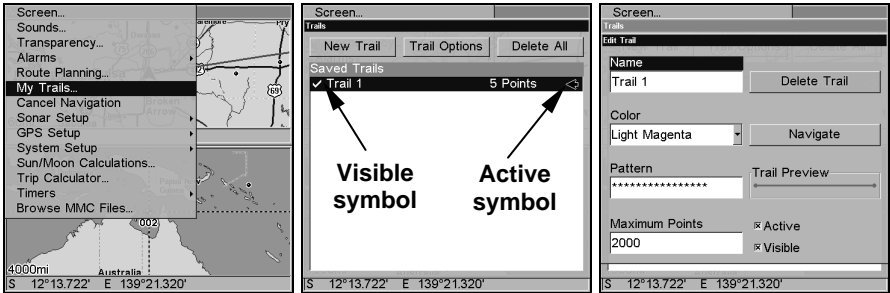 Screen...
Sounds...
Transparency...
Alarms
Route Planning...
My Trails...
Cancel Navigation
Sonar Setup
GPS Setup
System Setup
Sun/Moon Calculations...
Trip Calculator...
Timers
Browse MMC Files...
69
Broken
Arrow
002
4000mi
Australia
S 12°13.722' E 139°21.320'
Screen...
Trails
New Trail
Trail Options
Delete All
Saved Trails
Trail 1 5 Points
Visible
symbol
Active
symbol
S 12°13.722' E 139°21.320'
Screen...
Trails
Edit Trail
Name
Trail 1
Delete Trail
Color
Light Magenta
Navigate
Pattern
****************
Trail Preview
Maximum Points
2000
Active
Visible
S 12°13.722' E 139°21.320'